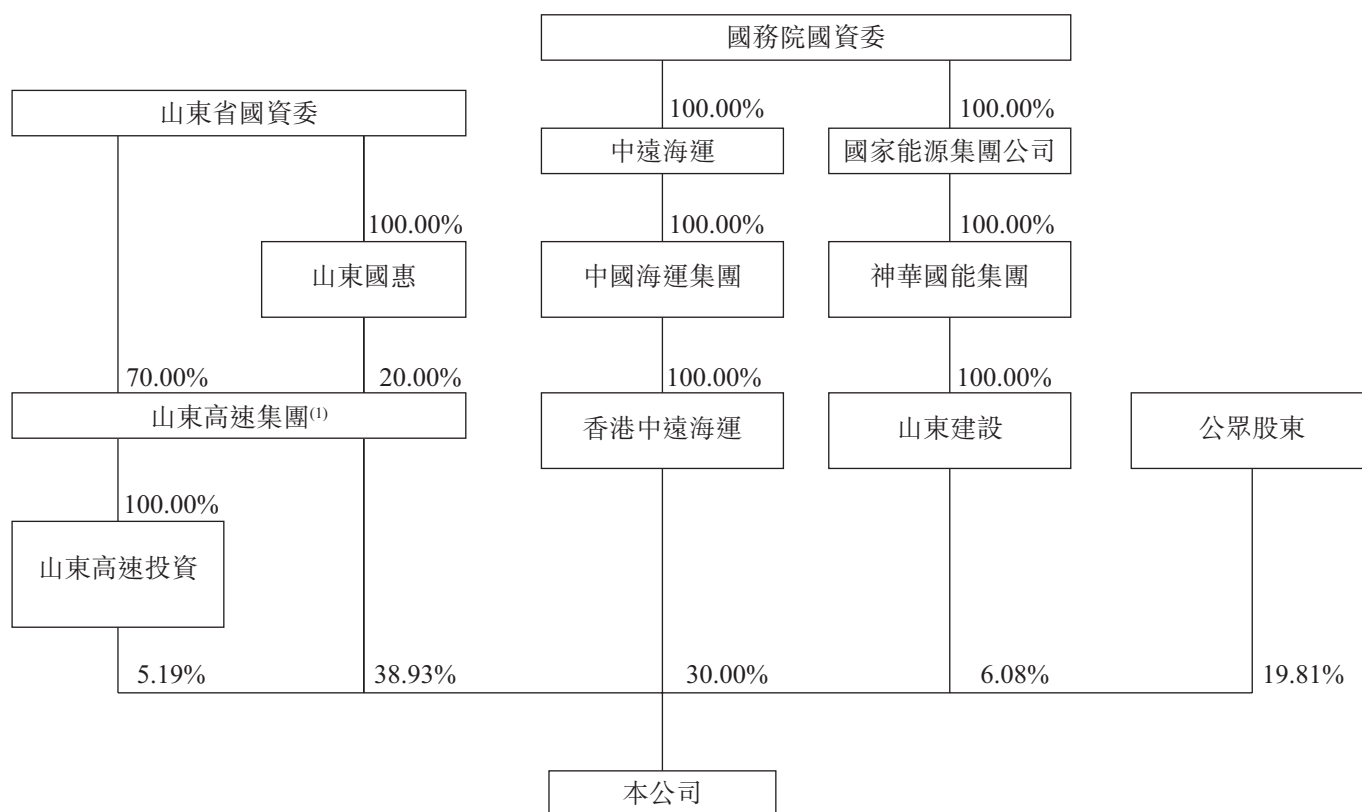 國務院國資委
山東省國資委
100.00%
100.00%
中遠海運
國家能源集團公司
100.00%
100.00%
100.00%
山東國惠
中國海運集團
神華國能集團
70.00%
20.00%
100.00%
100.00%
山東高速集團(1)
香港中遠海運
山東建設
公眾股東
100.00%
山東高速投資
5.19%
38.93%
30.00%
6.08%
19.81%
本公司